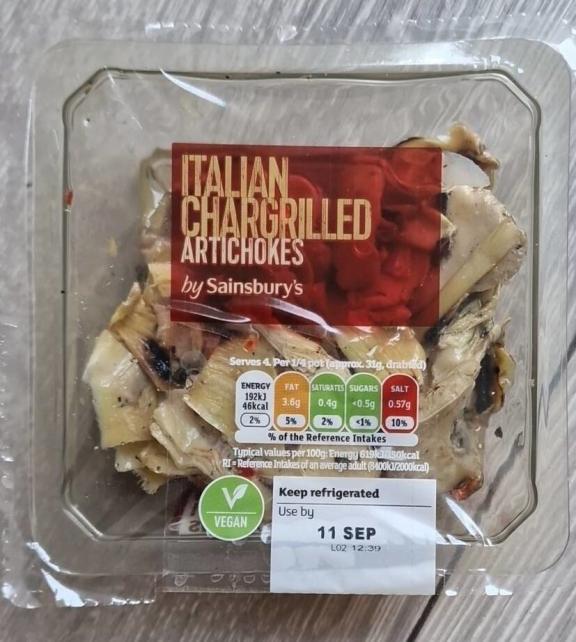 ITALIAN
CHARGRILLED
ARTICHOKES
by Sainsbury's
Serves 4. Per 1/4 pot (approx. 31g, drained)
ENERGY 192kJ 46kcal 2%
FAT 3.6g 5%
SATURATES 0.4g 2%
SUGARS <0.5g <1%
SALT 0.57g 10%
% of the Reference Intakes
Typical values per 100g: Energy 619kJ/150kcal
RI = Reference Intakes of an average adult (8400kJ/2000kcal)
VEGAN
Keep refrigerated
Use by
11 SEP
L02 12:39